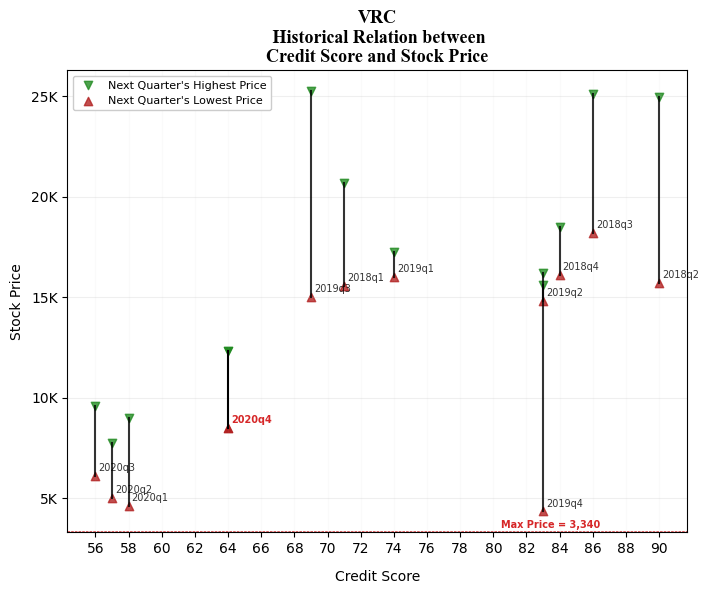 VRC
Historical Relation between
Credit Score and Stock Price
Next Quarter's Highest Price
Next Quarter's Lowest Price
25K
20K
15K
10K
5K
Stock Price
2018q3
2018q1
2019q1
2018q4
2018q2
2019q3
2019q2
2020q4
2020q3
2020q2
2020q1
2019q4
Max Price = 3,340
56 58 60 62 64 66 68 70 72 74 76 78 80 82 84 86 88 90
Credit Score